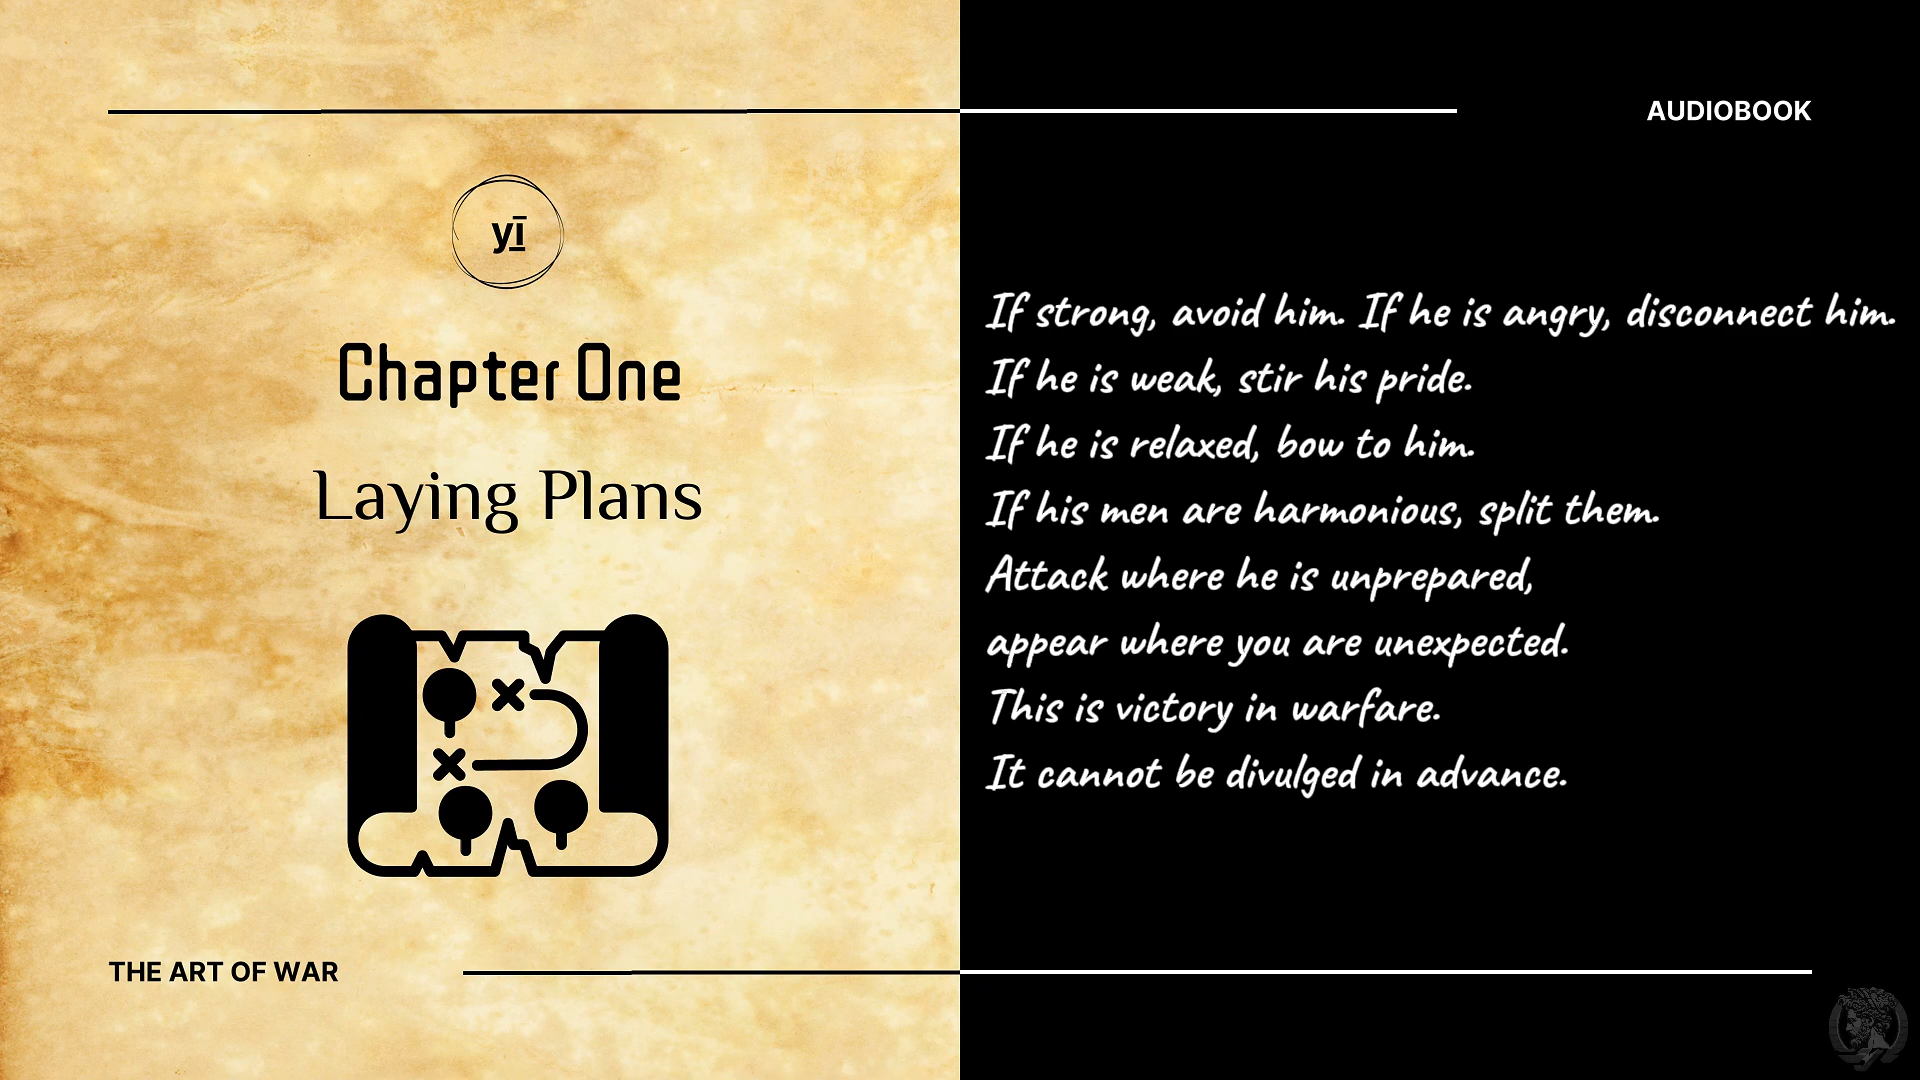 AUDIOBOOK
yī
Chapter One
Laying Plans
THE ART OF WAR
If strong, avoid him. If he is angry, disconnect him.
If he is weak, stir his pride.
If he is relaxed, bow to him.
If his men are harmonious, split them.
Attack where he is unprepared,
appear where you are unexpected.
This is victory in warfare.
It cannot be divulged in advance.